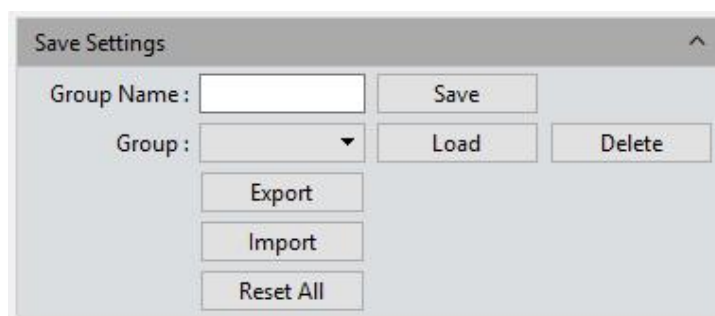 Save Settings
Group Name : Save
Group : Load Delete
Export
Import
Reset All